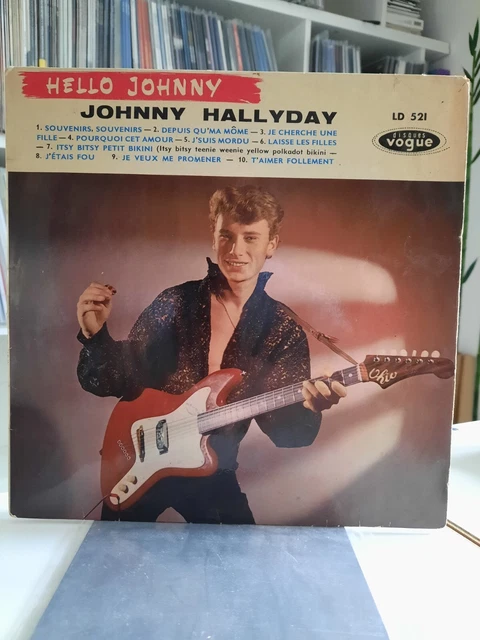 HELLO JOHNNY
JOHNNY HALLYDAY
LD 521
disques
vogue
1. SOUVENIRS, SOUVENIRS — 2. DEPUIS QU'MA MÔME — 3. JE CHERCHE UNE
FILLE — 4. POURQUOI CET AMOUR — 5. J'SUIS MORDU — 6. LAISSE LES FILLES
— 7. ITSY BITSY PETIT BIKINI (Itsy bitsy teenie weenie yellow polkadot bikini —
8. J'ÉTAIS FOU 9. JE VEUX ME PROMENER — 10. T'AIMER FOLLEMENT
Ohio